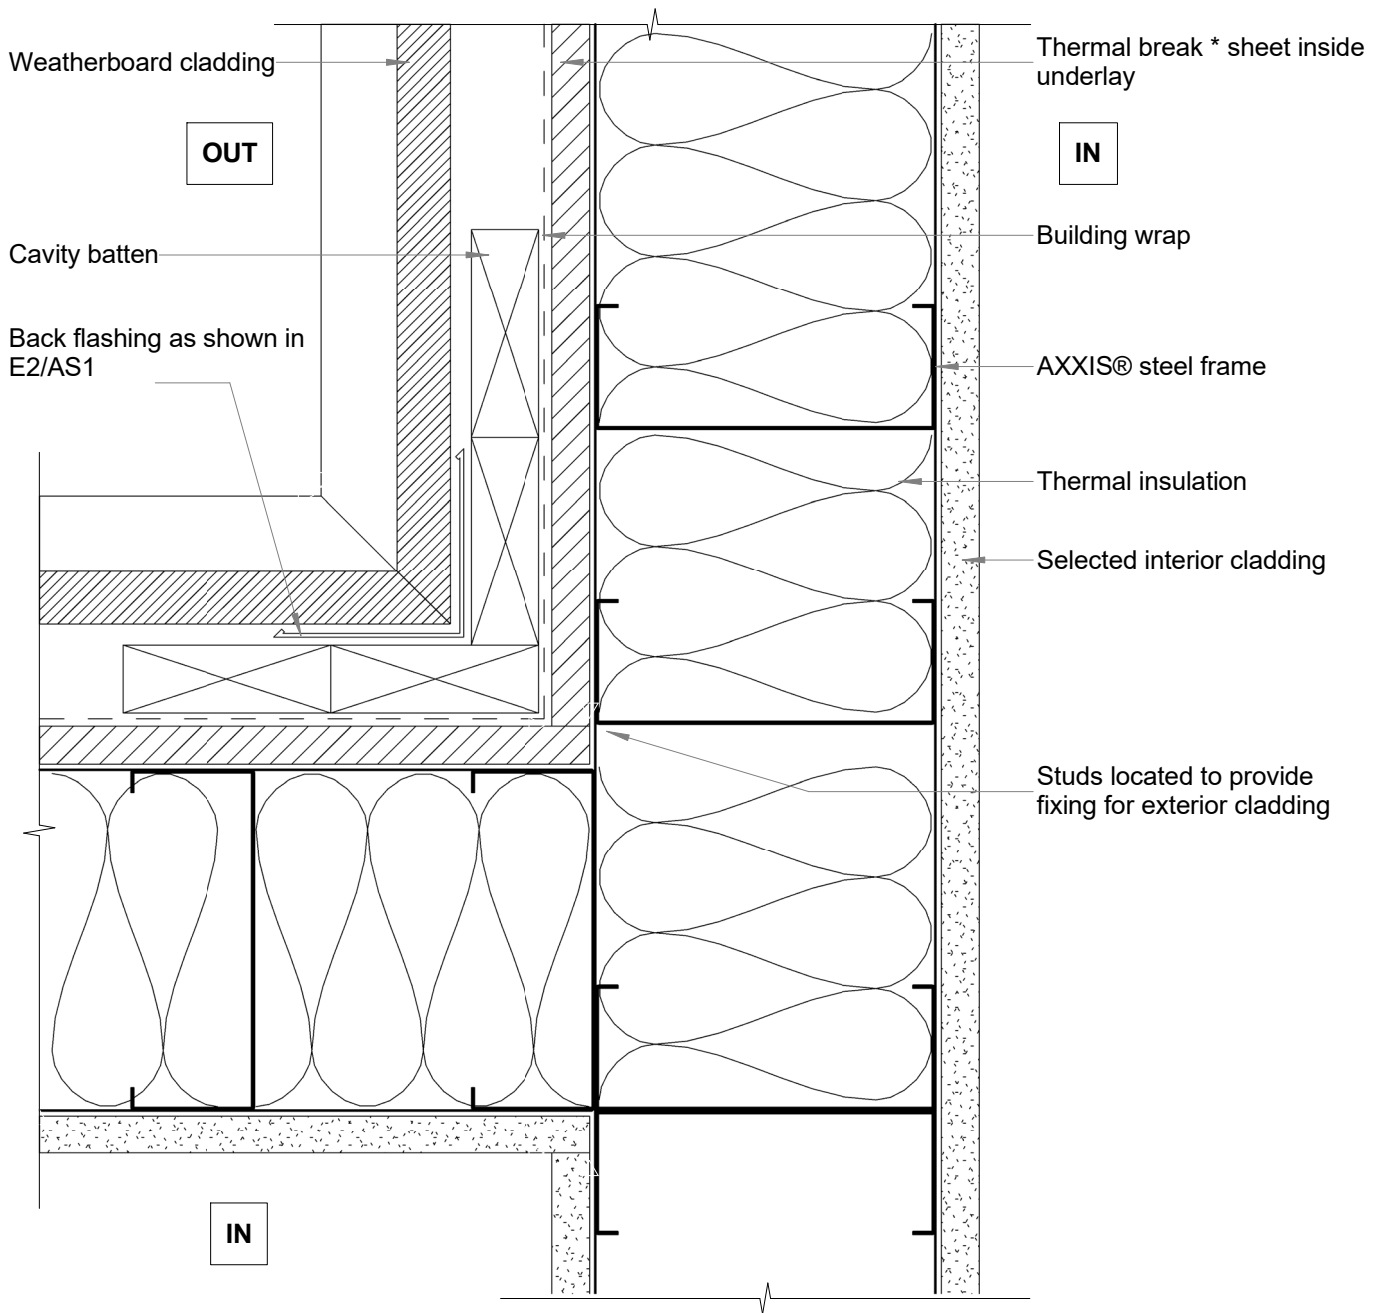 Weatherboard cladding
OUT
Cavity batten
Back flashing as shown in
E2/AS1
Thermal break * sheet inside
underlay
IN
Building wrap
AXXIS® steel frame
Thermal insulation
Selected interior cladding
Studs located to provide
fixing for exterior cladding
IN